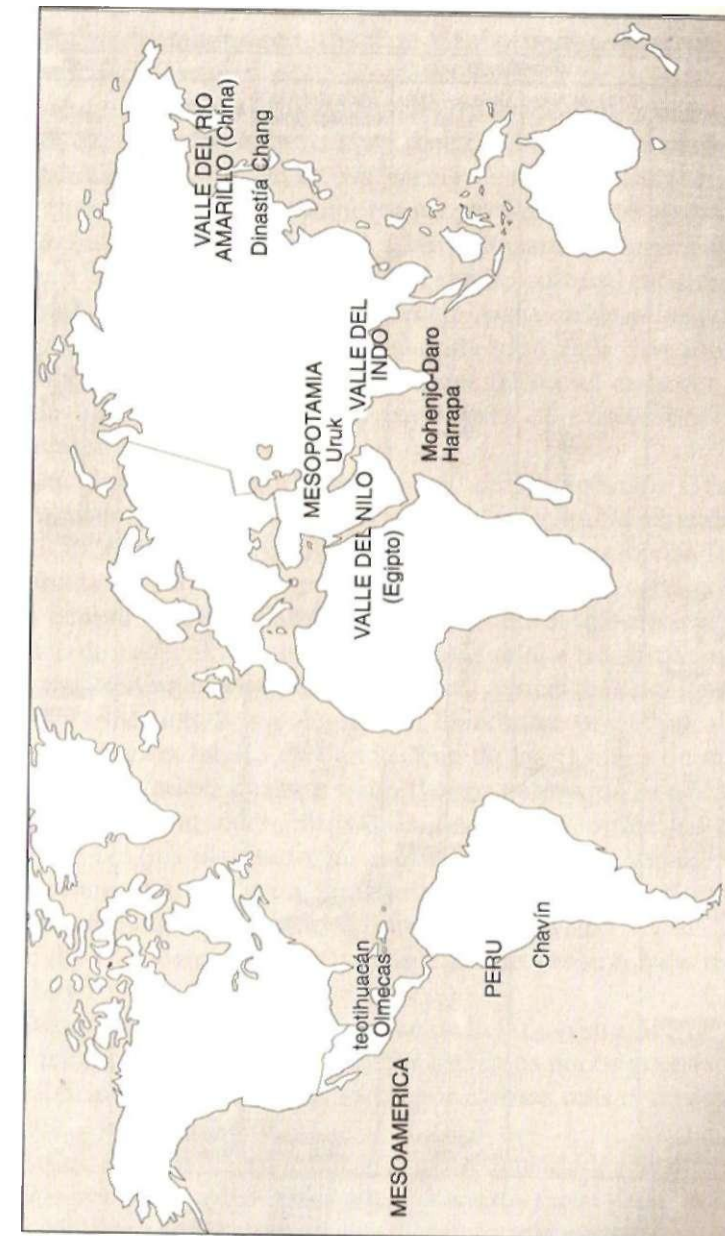 MESOAMERICA
teotihuacán
Olmecas
PERU
Chavín
VALLE DEL NILO
(Egipto)
MESOPOTAMIA
Uruk
VALLE DEL
INDO
Mohenjo-Daro
Harrapa
VALLE DEL RIO
AMARILLO (China)
Dinastía Chang